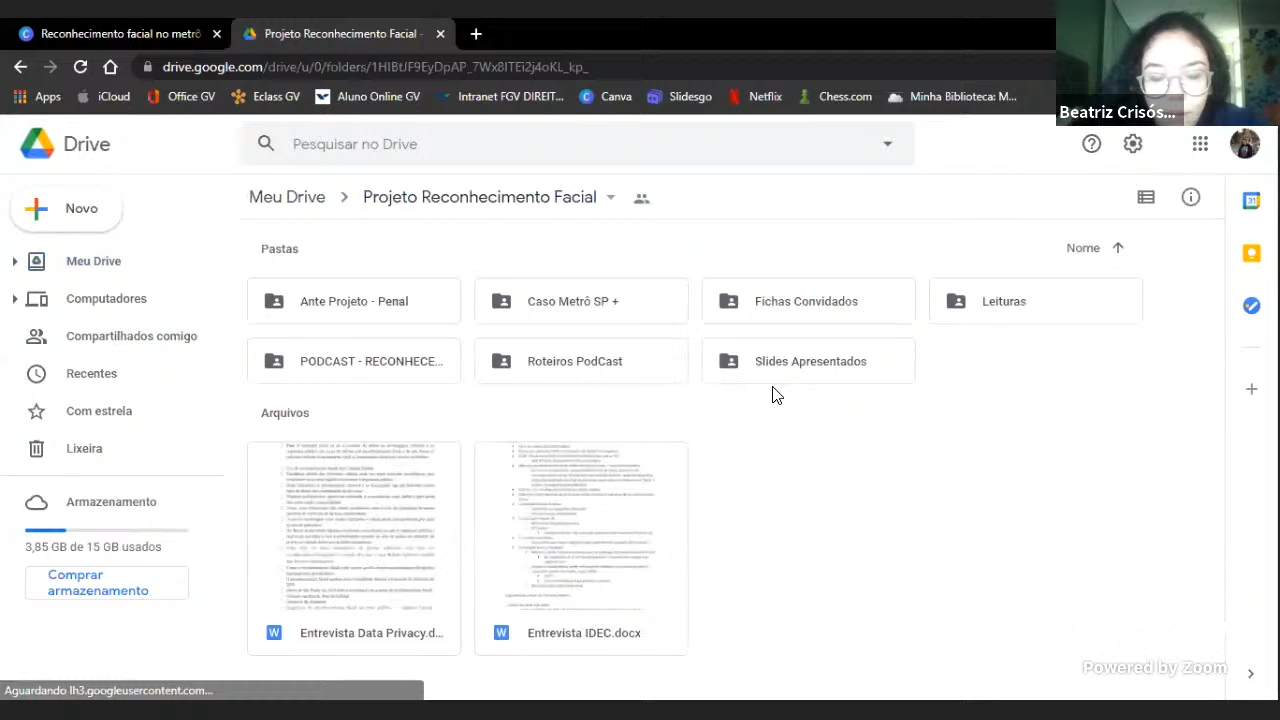 Reconhecimento facial no metrô
Projeto Reconhecimento Facial -
drive.google.com/drive/u/0/folders/1HIBtJF9EyDpAP_7Wx8ITEi2j4oKL_kp_
Apps
iCloud
Office GV
Eclass GV
Aluno Online GV
Internet FGV DIREIT...
Canva
Slidesgo
Netflix
Chess.com
Minha Biblioteca: M...
Beatriz Crisós...
Drive
Pesquisar no Drive
Novo
Meu Drive
Projeto Reconhecimento Facial
31
Pastas
Nome
Meu Drive
Computadores
Compartilhados comigo
Recentes
Com estrela
Lixeira
Armazenamento
3,85 GB de 15 GB usados
Comprar
armazenamento
Ante Projeto - Penal
Caso Metrô SP +
Fichas Convidados
Leituras
PODCAST - RECONHECE...
Roteiros PodCast
Slides Apresentados
Arquivos
W
Entrevista Data Privacy.d...
W
Entrevista IDEC.docx
Powered by Zoom
Aguardando lh3.googleusercontent.com...